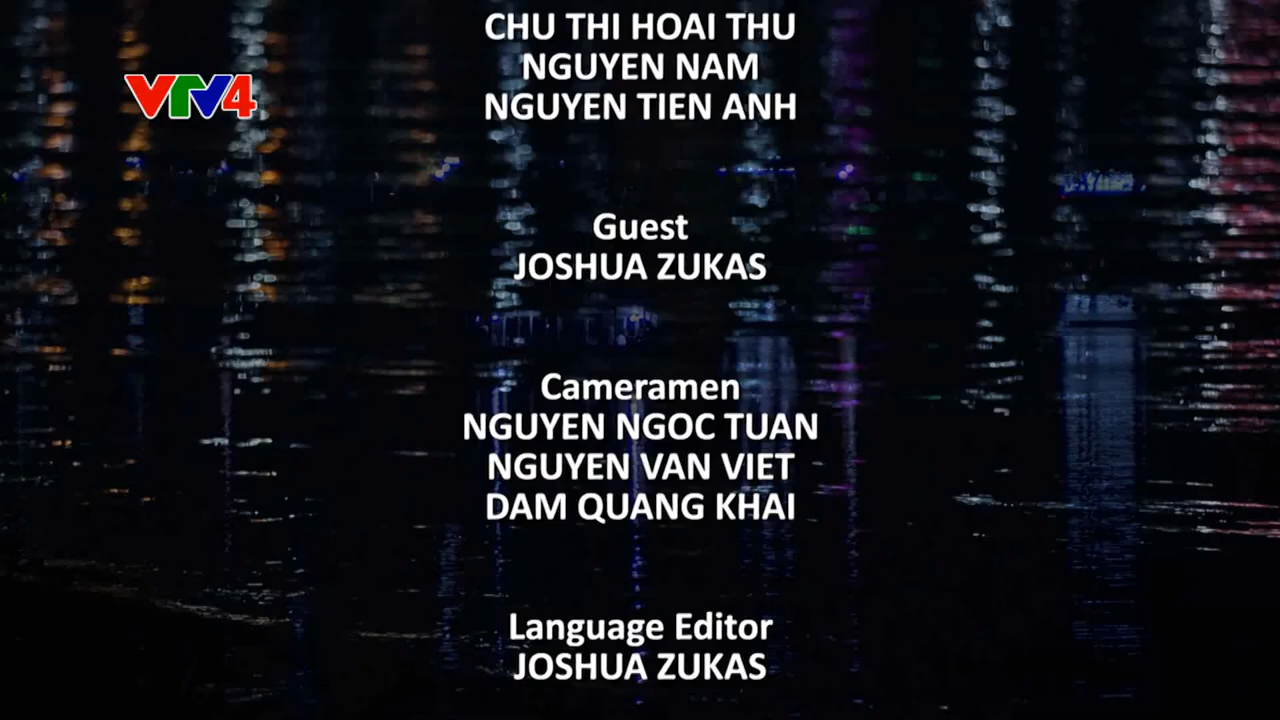 CHU THI HOAI THU
NGUYEN NAM
VTV4
NGUYEN TIEN ANH
Guest
JOSHUA ZUKAS
Cameramen
NGUYEN NGOC TUAN
NGUYEN VAN VIET
DAM QUANG KHAI
Language Editor
JOSHUA ZUKAS